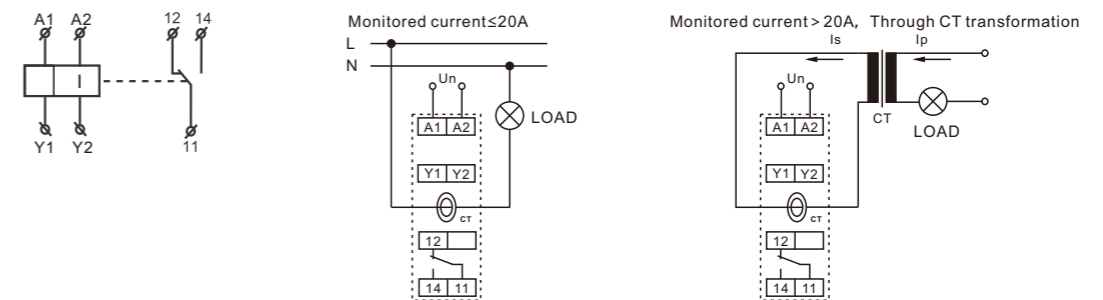 A1 A2 12 14
I
Y1 Y2 11
Monitored current≤20A
L
N
Un
A1 A2
LOAD
Y1 Y2
CT
12
14 11
Monitored current>20A, Through CT transformation
Is Ip
Un
A1 A2
CT
LOAD
Y1 Y2
CT
12
14 11